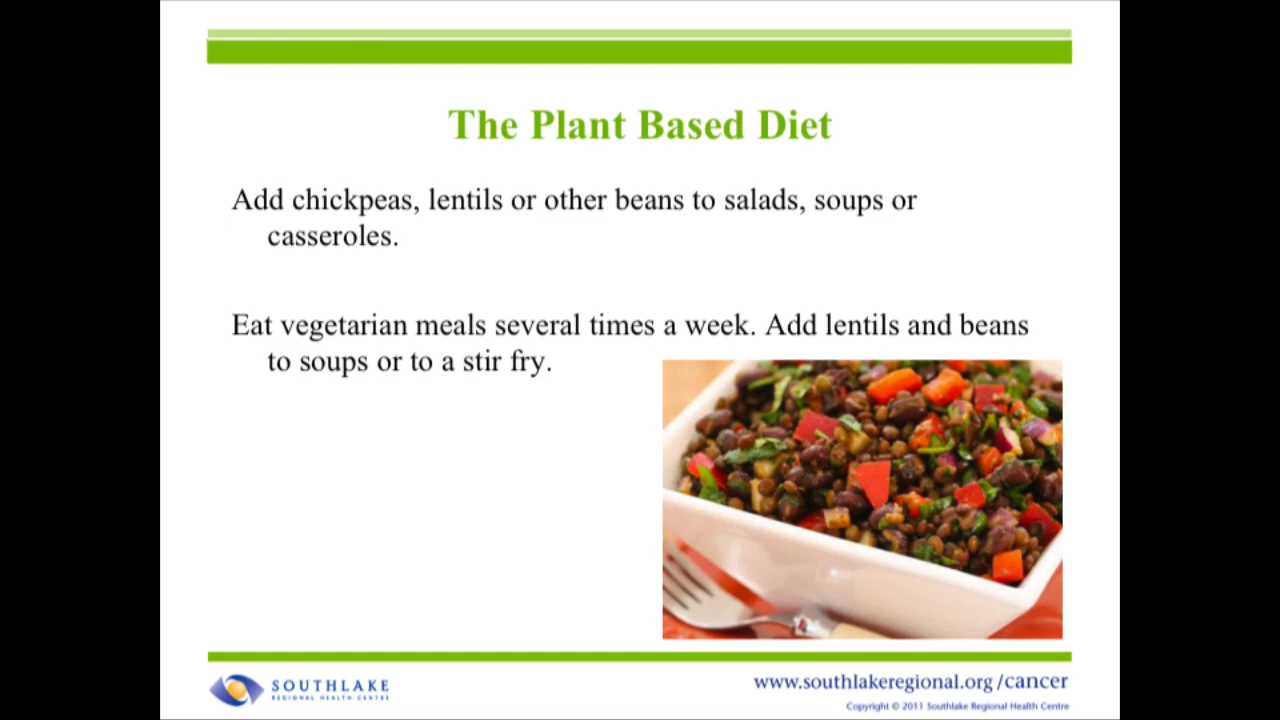 The Plant Based Diet
Add chickpeas, lentils or other beans to salads, soups or
casseroles.
Eat vegetarian meals several times a week. Add lentils and beans
to soups or to a stir fry.
SOUTHLAKE
REGIONAL HEALTH CENTRE
www.southlakeregional.org/cancer
Copyright © 2011 Southlake Regional Health Centre